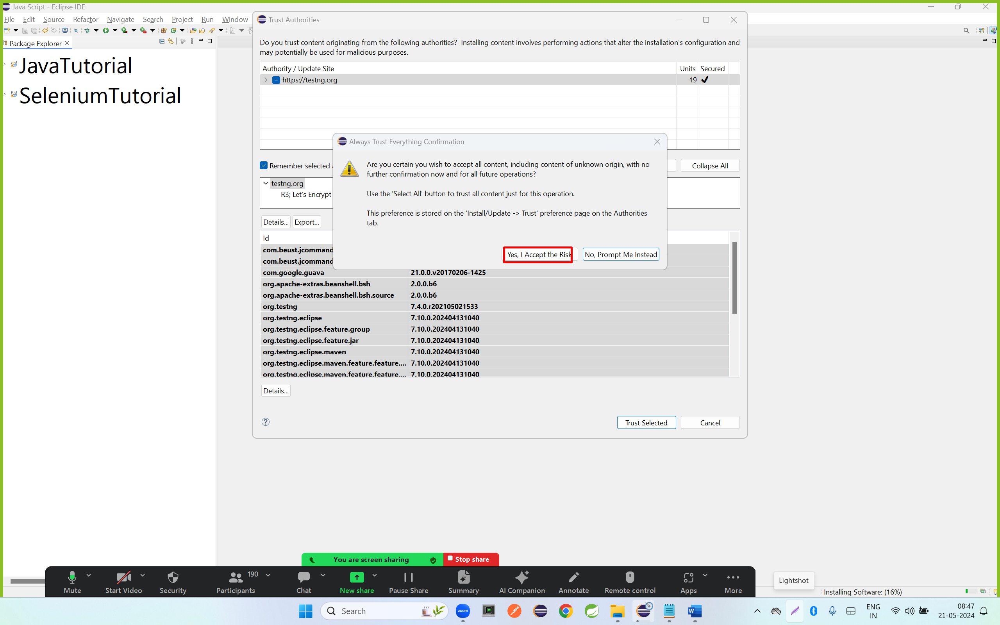 Java Script - Eclipse IDE
File Edit Source Refactor Navigate Search Project Run Window
Package Explorer
JavaTutorial
SeleniumTutorial
Trust Authorities
Do you trust content originating from the following authorities? Installing content involves performing actions that alter the installation's configuration and
may potentially be used for malicious purposes.
Authority / Update Site Units Secured
https://testng.org 19
Remember selected
Collapse All
testng.org
R3; Let's Encrypt
Details... Export...
Always Trust Everything Confirmation
Are you certain you wish to accept all content, including content of unknown origin, with no
further confirmation now and for all future operations?
Use the 'Select All' button to trust all content just for this operation.
This preference is stored on the 'Install/Update -> Trust' preference page on the Authorities
tab.
Yes, I Accept the Risk No, Prompt Me Instead
Id
com.beust.jcommand
com.beust.jcommand
com.google.guava 21.0.0.v20170206-1425
org.apache-extras.beanshell.bsh 2.0.0.b6
org.apache-extras.beanshell.bsh.source 2.0.0.b6
org.testng 7.4.0.r202105021533
org.testng.eclipse 7.10.0.202404131040
org.testng.eclipse.feature.group 7.10.0.202404131040
org.testng.eclipse.feature.jar 7.10.0.202404131040
org.testng.eclipse.maven 7.10.0.202404131040
org.testng.eclipse.maven.feature.feature.... 7.10.0.202404131040
org.testng.eclipse.maven.feature.feature.... 7.10.0.202404131040
Details...
Trust Selected Cancel
You are screen sharing Stop share
190
Mute Start Video Security Participants Chat New share Pause Share Summary AI Companion Annotate Remote control Apps More
Lightshot
Installing Software: (16%)
Search
zoom
ENG
IN
08:47
21-05-2024